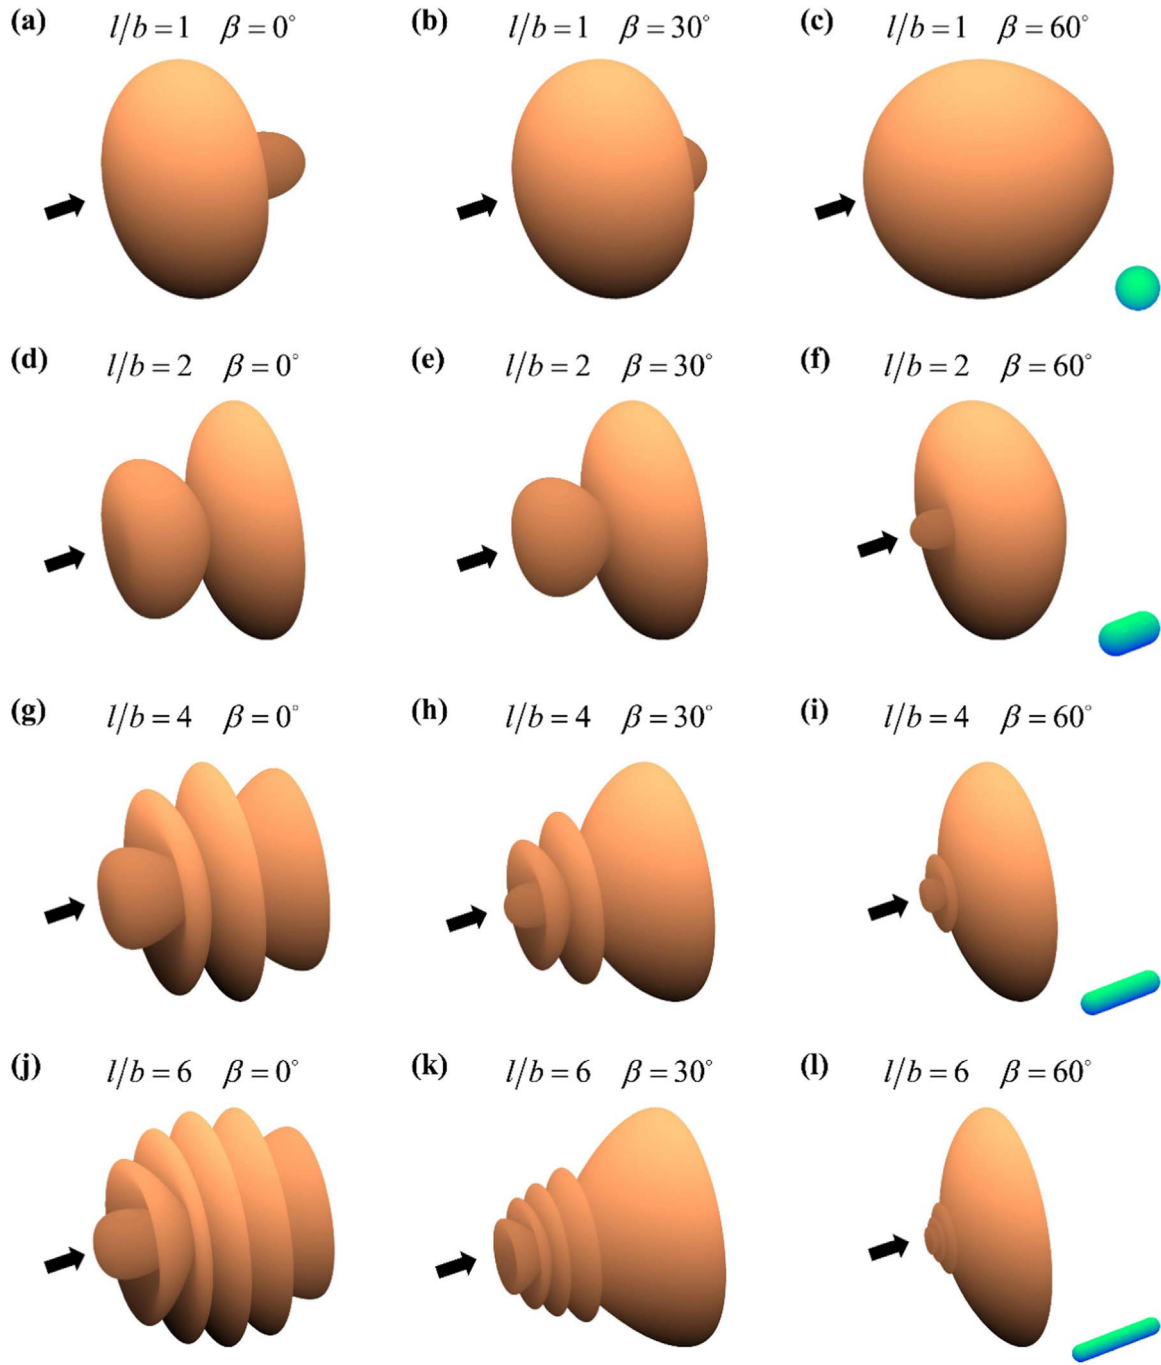 (a) l/b = 1 β = 0° (b) l/b = 1 β = 30° (c) l/b = 1 β = 60°
(d) l/b = 2 β = 0° (e) l/b = 2 β = 30° (f) l/b = 2 β = 60°
(g) l/b = 4 β = 0° (h) l/b = 4 β = 30° (i) l/b = 4 β = 60°
(j) l/b = 6 β = 0° (k) l/b = 6 β = 30° (l) l/b = 6 β = 60°